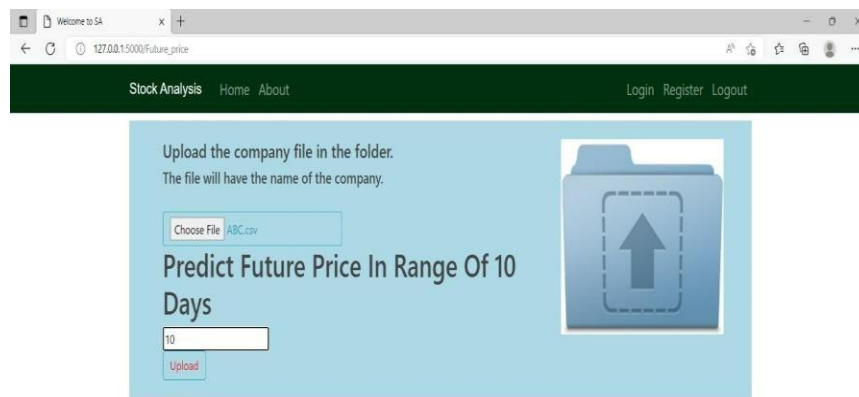 Welcome to SA
127.0.0.1:5000/Future_price
Stock Analysis Home About Login Register Logout
Upload the company file in the folder.
The file will have the name of the company.
Choose File ABC.csv
Predict Future Price In Range Of 10
Days
10
Upload